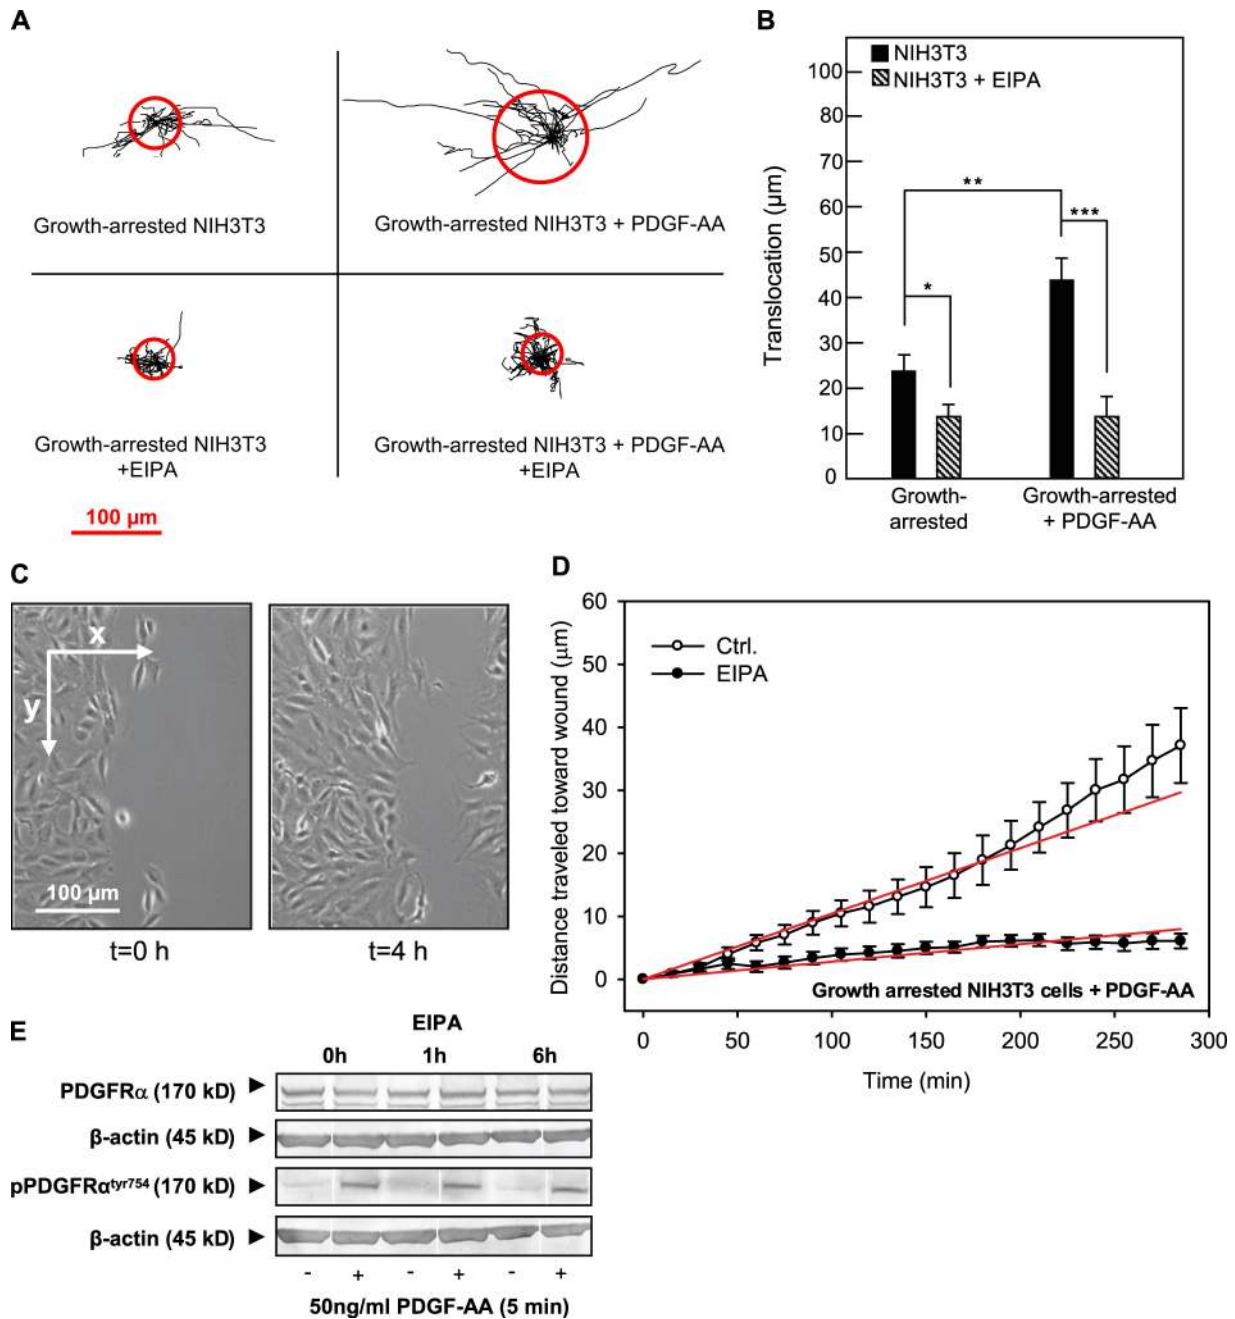 A
Growth-arrested NIH3T3
Growth-arrested NIH3T3 + PDGF-AA
Growth-arrested NIH3T3
+EIPA
Growth-arrested NIH3T3 + PDGF-AA
+EIPA
100 µm
B
NIH3T3
NIH3T3 + EIPA
Translocation (µm)
100
80
80
70
60
50
40
30
20
10
0
*
**
***
Growth-
arrested
Growth-arrested
+ PDGF-AA
C
x
y
100 µm
t=0 h
t=4 h
D
Distance traveled toward wound (µm)
60
50
40
30
20
10
0
Ctrl.
EIPA
Growth arrested NIH3T3 cells + PDGF-AA
0
50
100
150
200
250
300
Time (min)
E
EIPA
0h
1h
6h
PDGFRα (170 kD)
β-actin (45 kD)
pPDGFRα^tyr754 (170 kD)
β-actin (45 kD)
- + - + - +
50ng/ml PDGF-AA (5 min)